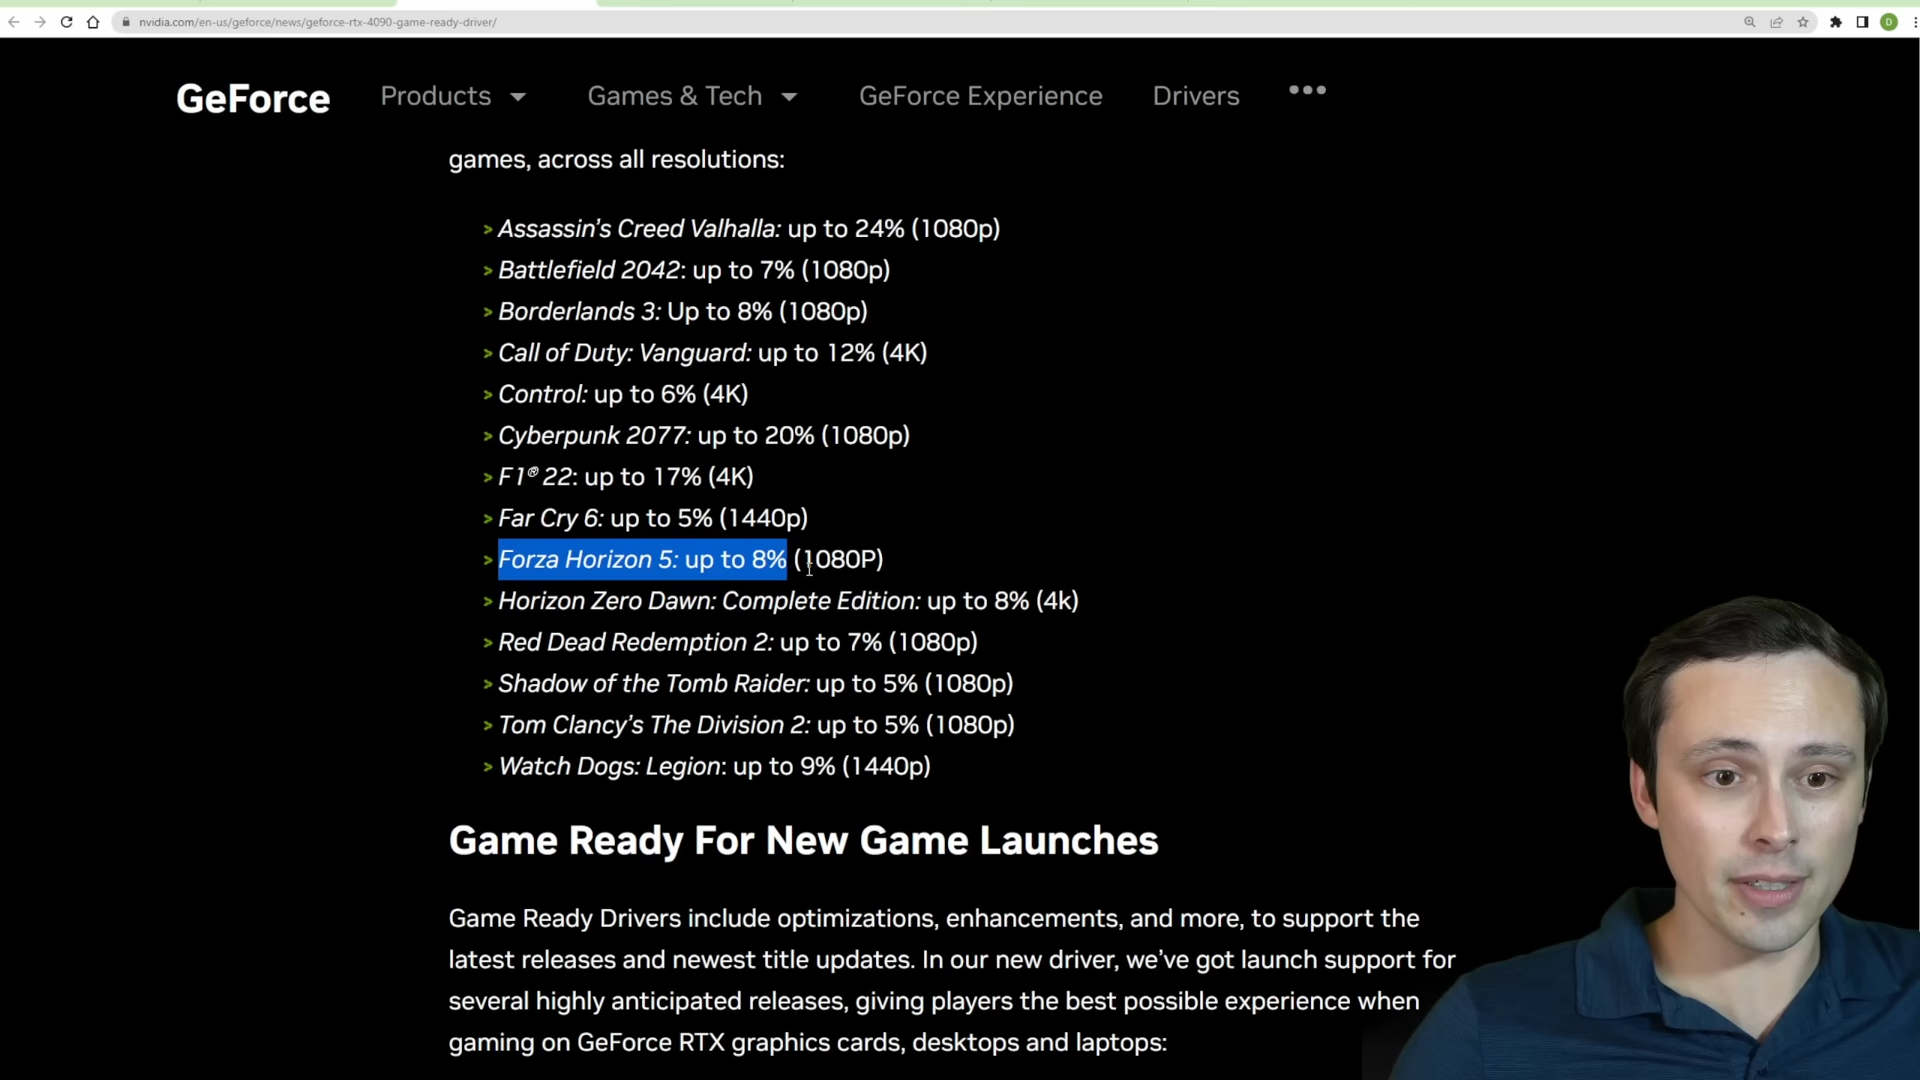 nvidia.com/en-us/geforce/news/geforce-rtx-4090-game-ready-driver/
D
GeForce Products Games & Tech GeForce Experience Drivers •••
games, across all resolutions:
> Assassin’s Creed Valhalla: up to 24% (1080p)
> Battlefield 2042: up to 7% (1080p)
> Borderlands 3: Up to 8% (1080p)
> Call of Duty: Vanguard: up to 12% (4K)
> Control: up to 6% (4K)
> Cyberpunk 2077: up to 20% (1080p)
> F1® 22: up to 17% (4K)
> Far Cry 6: up to 5% (1440p)
> Forza Horizon 5: up to 8% (1080P)
> Horizon Zero Dawn: Complete Edition: up to 8% (4k)
> Red Dead Redemption 2: up to 7% (1080p)
> Shadow of the Tomb Raider: up to 5% (1080p)
> Tom Clancy’s The Division 2: up to 5% (1080p)
> Watch Dogs: Legion: up to 9% (1440p)
Game Ready For New Game Launches
Game Ready Drivers include optimizations, enhancements, and more, to support the
latest releases and newest title updates. In our new driver, we’ve got launch support for
several highly anticipated releases, giving players the best possible experience when
gaming on GeForce RTX graphics cards, desktops and laptops: